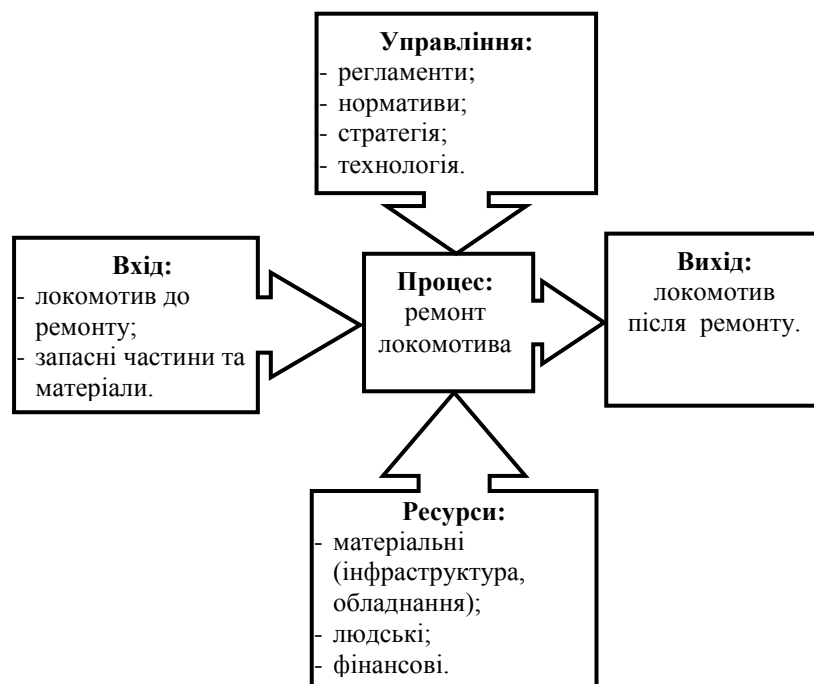 Управління:
- регламенти;
- нормативи;
- стратегія;
- технологія.
Вхід:
- локомотив до
ремонту;
- запасні частини та
матеріали.
Процес:
ремонт
локомотива
Вихід:
локомотив
після ремонту.
Ресурси:
- матеріальні
(інфраструктура,
обладнання);
- людські;
- фінансові.